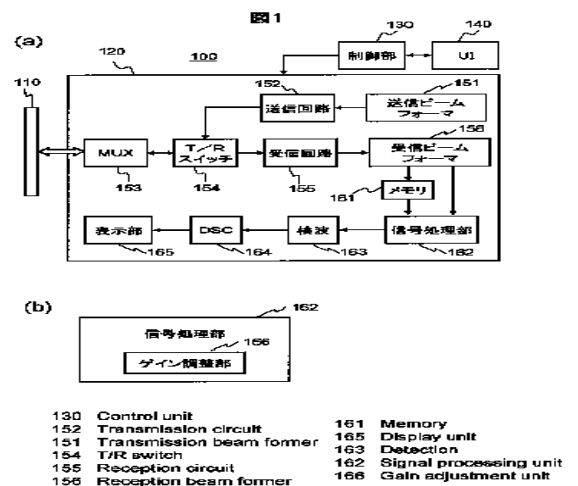 図1
(a)
130
140
120
100
制御部
UI
110
152
151
送信回路
送信ビーム
フォーマ
156
MUX
T/R
スイッチ
受信回路
受信ビーム
フォーマ
153
154
155
161
メモリ
表示部
DSC
検波
信号処理部
165
164
163
162
(b)
162
信号処理部
166
ゲイン調整部
130 Control unit
152 Transmission circuit
151 Transmission beam former
154 T/R switch
155 Reception circuit
156 Reception beam former
161 Memory
165 Display unit
163 Detection
162 Signal processing unit
166 Gain adjustment unit